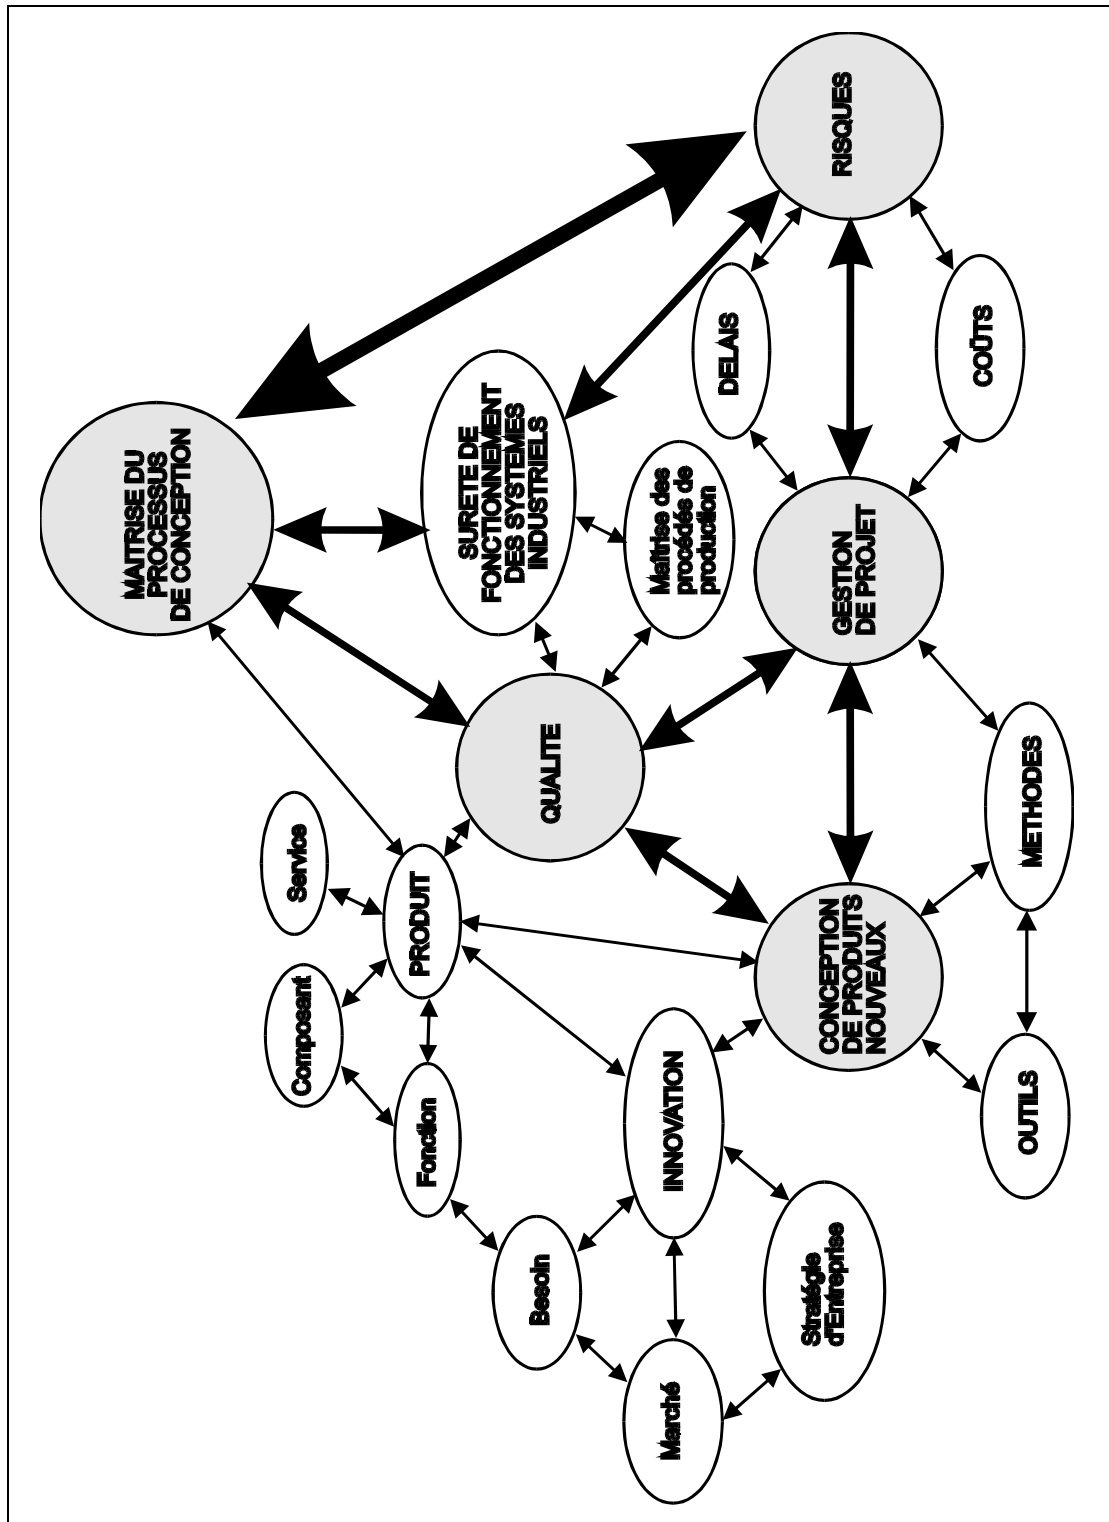 MAITRISE DU
PROCESSUS
DE CONCEPTION
RISQUES
SURETE DE
FONCTIONNEMENT
DES SYSTEMES
INDUSTRIELS
DELAIS
COÛTS
Maîtrise des
procédés de
production
GESTION
DE PROJET
QUALITE
Service
PRODUIT
METHODES
Composant
CONCEPTION
DE PRODUITS
NOUVEAUX
Fonction
INNOVATION
OUTILS
Besoin
Stratégie
d'Entreprise
Marché